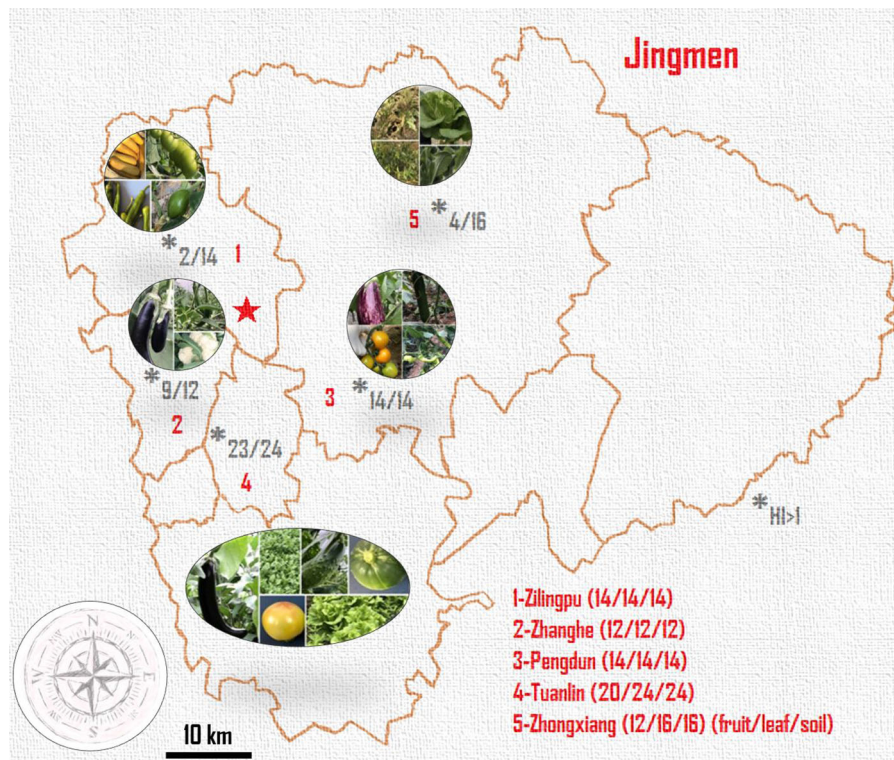 Jingmen
5
*4/16
*2/14
1
*9/12
2
3
*14/14
*23/24
4
*HI>1
1-Zilingpu (14/14/14)
2-Zhanghe (12/12/12)
3-Pengdun (14/14/14)
4-Tuanlin (20/24/24)
5-Zhongxiang (12/16/16) (fruit/leaf/soil)
N
W
E
S
10 km